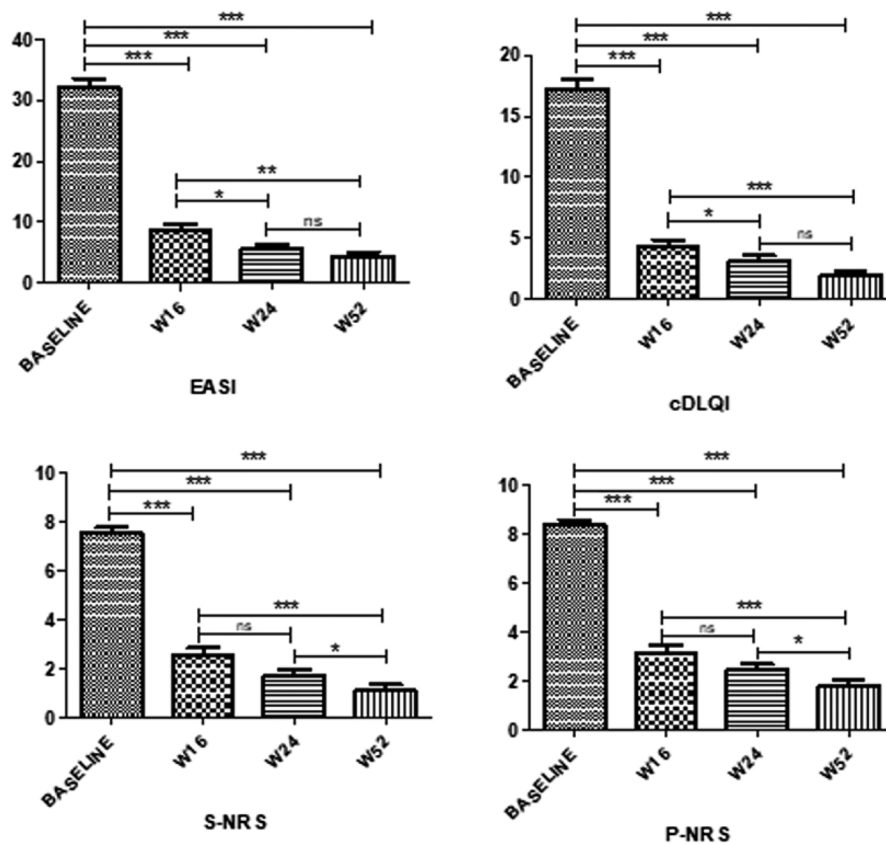 ***
***
***
40
30
20
10
0
**
*
ns
BASELINE
W16
W24
W52
EASI
***
***
***
20
15
10
5
0
***
*
ns
BASELINE
W16
W24
W52
cDLQI
***
***
***
10
8
6
4
2
0
***
ns
*
BASELINE
W16
W24
W52
S-NRS
***
***
***
10
8
6
4
2
0
***
ns
*
BASELINE
W16
W24
W52
P-NRS